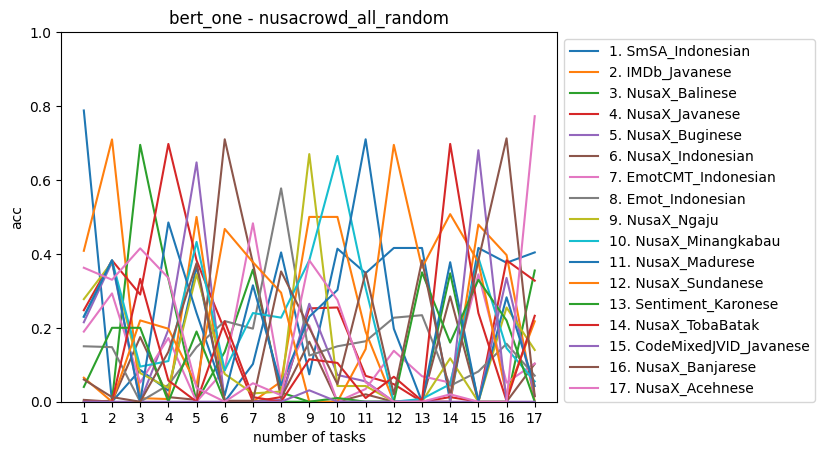 bert_one - nusacrowd_all_random
acc
1.0
0.8
0.6
0.4
0.2
0.0
1 2 3 4 5 6 7 8 9 10 11 12 13 14 15 16 17
number of tasks
1. SmSA_Indonesian
2. IMDb_Javanese
3. NusaX_Balinese
4. NusaX_Javanese
5. NusaX_Buginese
6. NusaX_Indonesian
7. EmotCMT_Indonesian
8. Emot_Indonesian
9. NusaX_Ngaju
10. NusaX_Minangkabau
11. NusaX_Madurese
12. NusaX_Sundanese
13. Sentiment_Karonese
14. NusaX_TobaBatak
15. CodeMixedJVID_Javanese
16. NusaX_Banjarese
17. NusaX_Acehnese